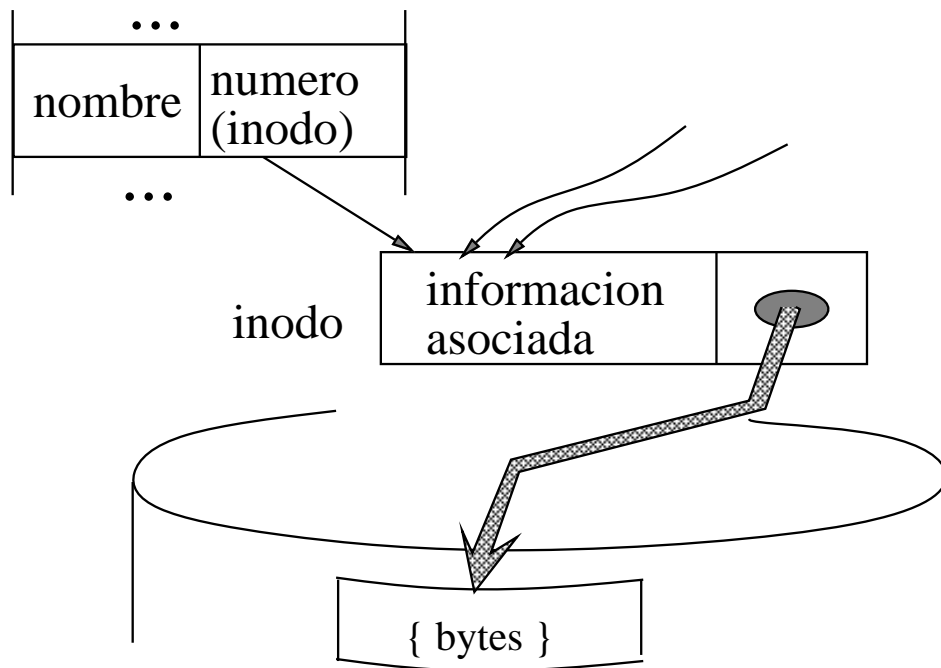 ...
nombre
numero
(inodo)
...
inodo
informacion
asociada
{ bytes }